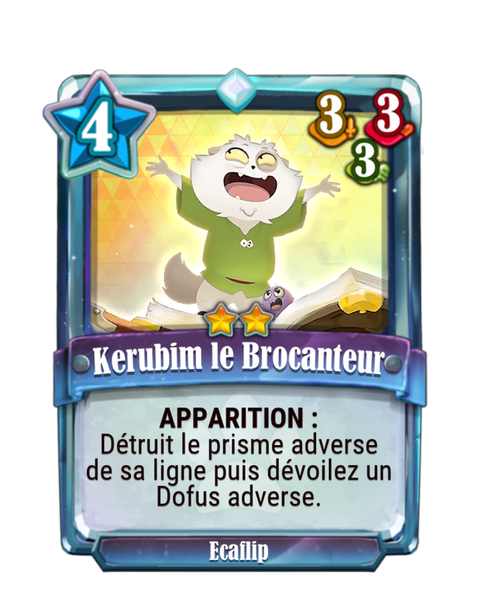 4
3
3
3
Kerubim le Brocanteur
APPARITION :
Détruit le prisme adverse
de sa ligne puis dévoilez un
Dofus adverse.
Ecaflip